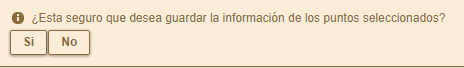 ¿Esta seguro que desea guardar la información de los puntos seleccionados?
Si No